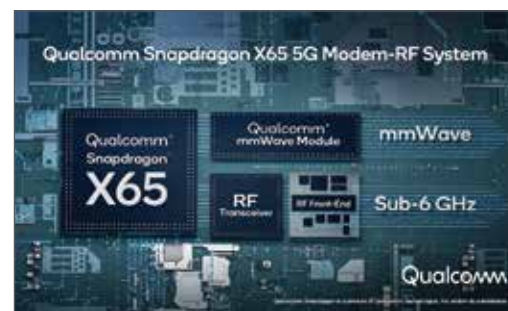 Qualcomm Snapdragon X65 5G Modem-RF System
Qualcomm
Snapdragon
X65
Qualcomm
mmWave Module
mmWave
RF
Transceiver
RF Front-End
Sub-6 GHz
Qualcomm